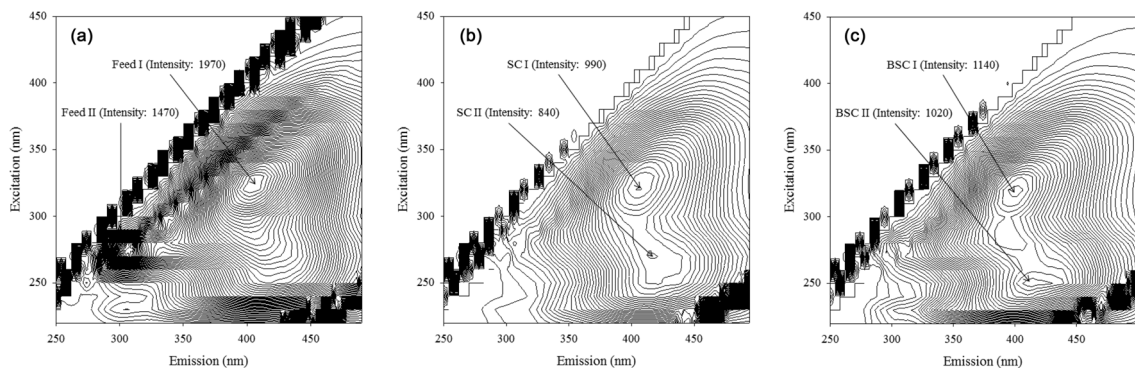 (a)
Feed I (Intensity: 1970)
Feed II (Intensity: 1470)
450
400
350
300
250
Excitation (nm)
250 300 350 400 450
Emission (nm)
(b)
SC I (Intensity: 990)
SC II (Intensity: 840)
450
400
350
300
250
Excitation (nm)
250 300 350 400 450
Emission (nm)
(c)
BSC I (Intensity: 1140)
BSC II (Intensity: 1020)
450
400
350
300
250
Excitation (nm)
250 300 350 400 450
Emission (nm)